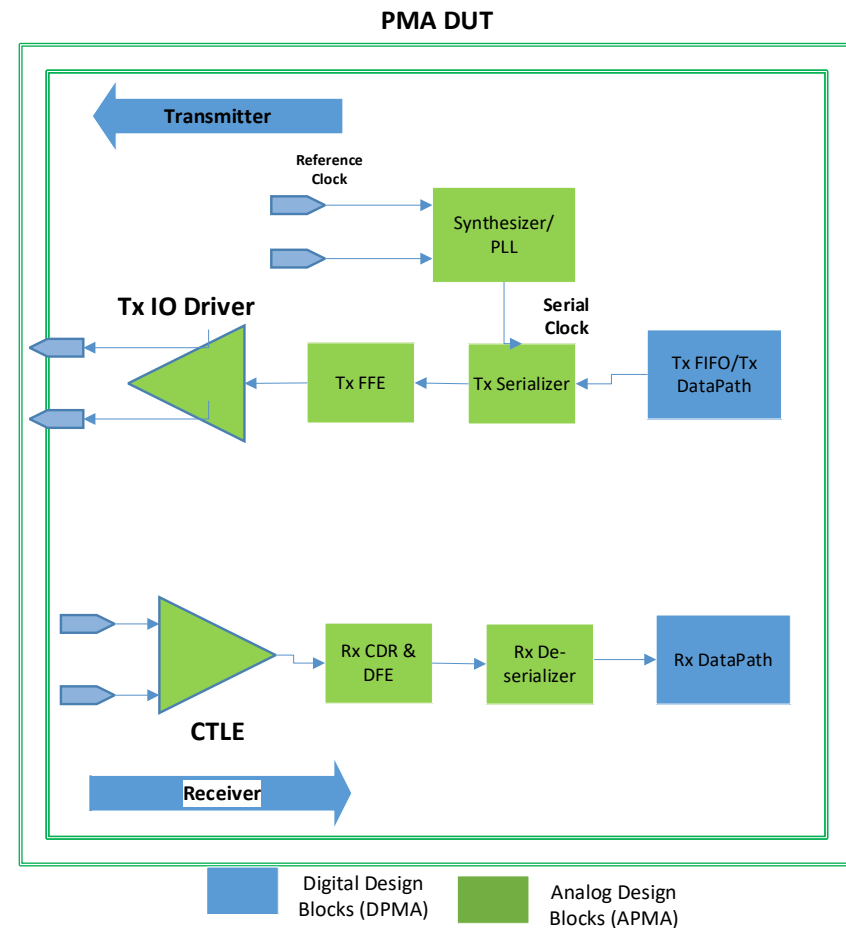 PMA DUT
Transmitter
Reference
Clock
Synthesizer/
PLL
Tx IO Driver
Serial
Clock
Tx FFE
Tx Serializer
Tx FIFO/Tx
DataPath
Rx CDR &
DFE
Rx De-
serializer
Rx DataPath
CTLE
Receiver
Digital Design
Blocks (DPMA)
Analog Design
Blocks (APMA)